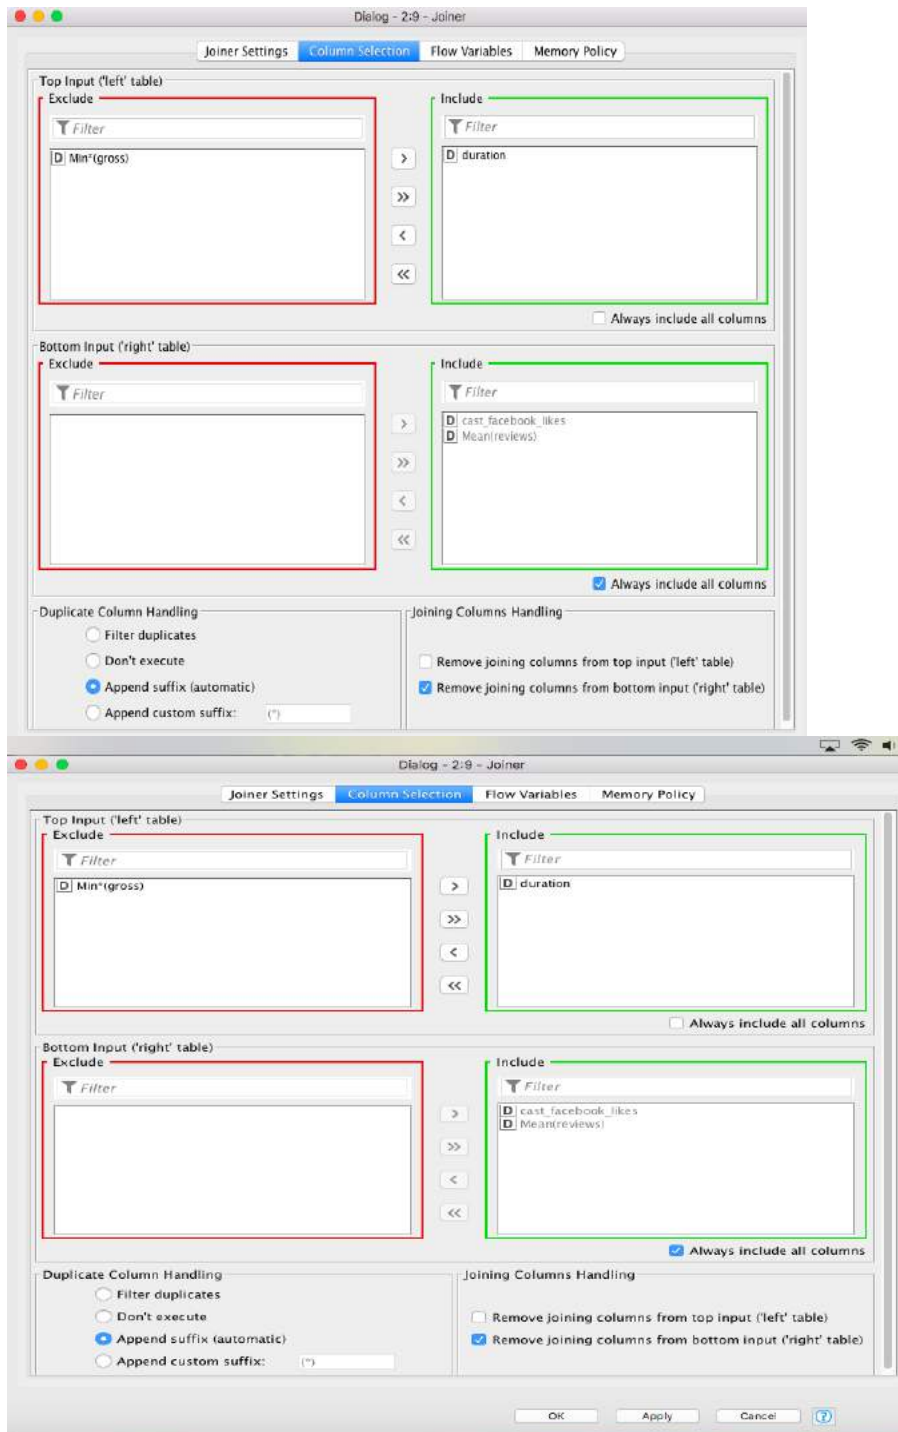 Dialog - 2:9 - Joiner
Joiner Settings Column Selection Flow Variables Memory Policy
Top Input ('left' table)
Exclude Include
Filter Filter
D Min*(gross) D duration
>
>>
<
<<
Always include all columns
Bottom Input ('right' table)
Exclude Include
Filter Filter
D cast_facebook_likes
D Mean(reviews)
>
>>
<
<<
Always include all columns
Duplicate Column Handling Joining Columns Handling
Filter duplicates
Don't execute Remove joining columns from top input ('left' table)
Append suffix (automatic) Remove joining columns from bottom input ('right' table)
Append custom suffix: (*)
Dialog - 2:9 - Joiner
Joiner Settings Column Selection Flow Variables Memory Policy
Top Input ('left' table)
Exclude Include
Filter Filter
D Min*(gross) D duration
>
>>
<
<<
Always include all columns
Bottom Input ('right' table)
Exclude Include
Filter Filter
D cast_facebook_likes
D Mean(reviews)
>
>>
<
<<
Always include all columns
Duplicate Column Handling Joining Columns Handling
Filter duplicates
Don't execute Remove joining columns from top input ('left' table)
Append suffix (automatic) Remove joining columns from bottom input ('right' table)
Append custom suffix: (*)
OK Apply Cancel ?